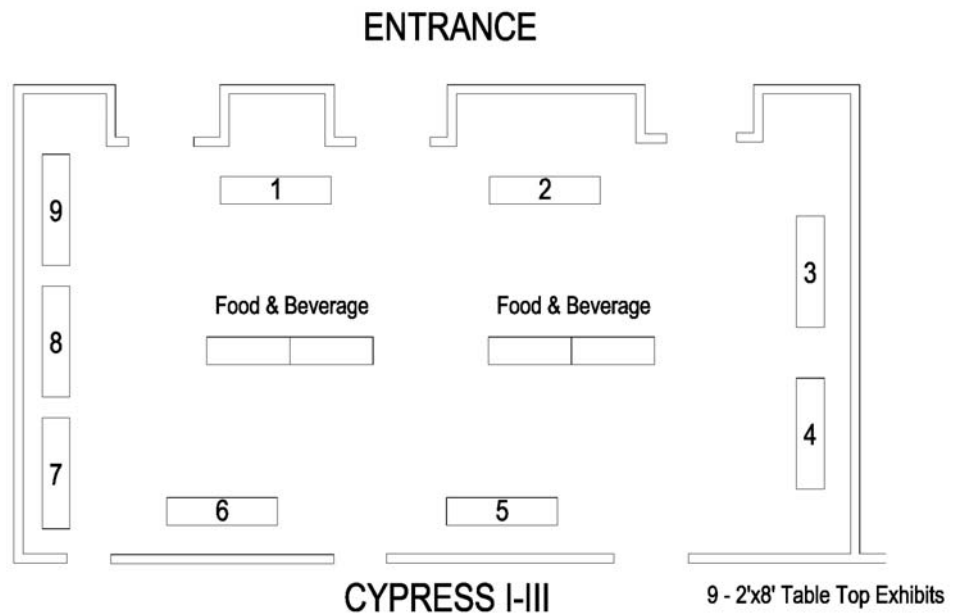 ENTRANCE
1
2
9
3
Food & Beverage
Food & Beverage
8
4
7
6
5
CYPRESS I-III
9 - 2'x8' Table Top Exhibits